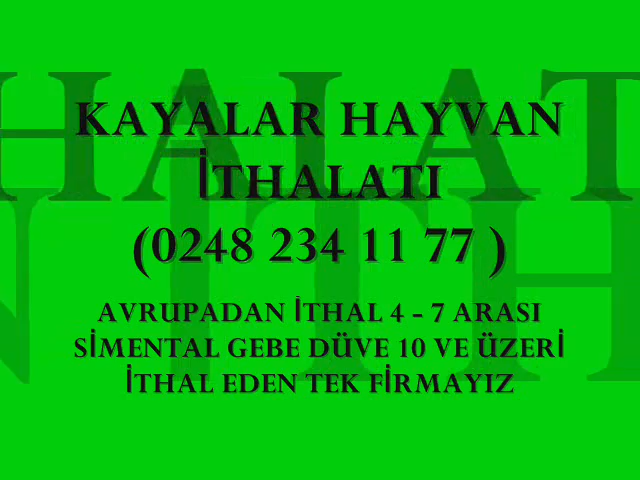 KAYALAR HAYVAN
İTHALATI
(0248 234 11 77 )
AVRUPADAN İTHAL 4 - 7 ARASI
SİMENTAL GEBE DÜVE 10 VE ÜZERİ
İTHAL EDEN TEK FİRMAYIZ